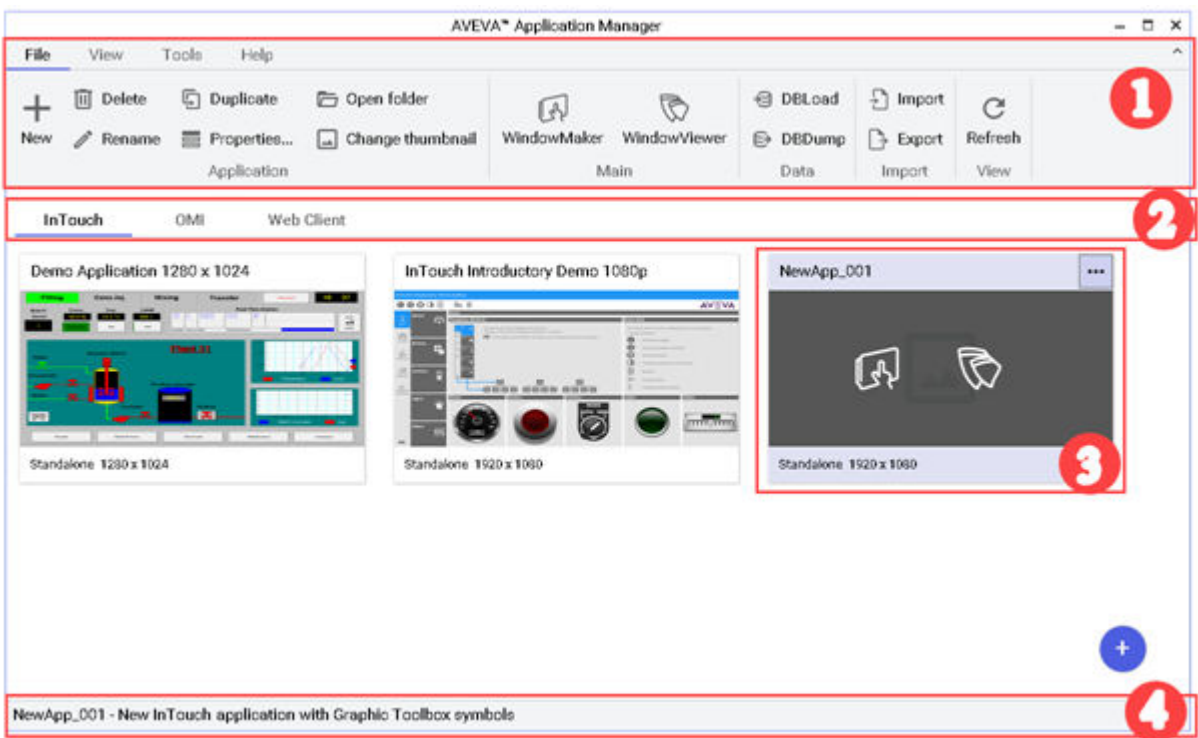 AVEVA™ Application Manager
File View Tools Help
1
Delete Duplicate Open folder DBLoad Import
New Rename Properties... Change thumbnail WindowMaker WindowViewer DBDump Export Refresh
Application Main Data Import View
InTouch OMI Web Client
2
Demo Application 1280 x 1024 InTouch Introductory Demo 1080p NewApp_001 •••
AVEVA
Standalone 1280 x 1024 Standalone 1920 x 1080 Standalone 1920 x 1080
3
+
NewApp_001 - New InTouch application with Graphic Toolbox symbols
4